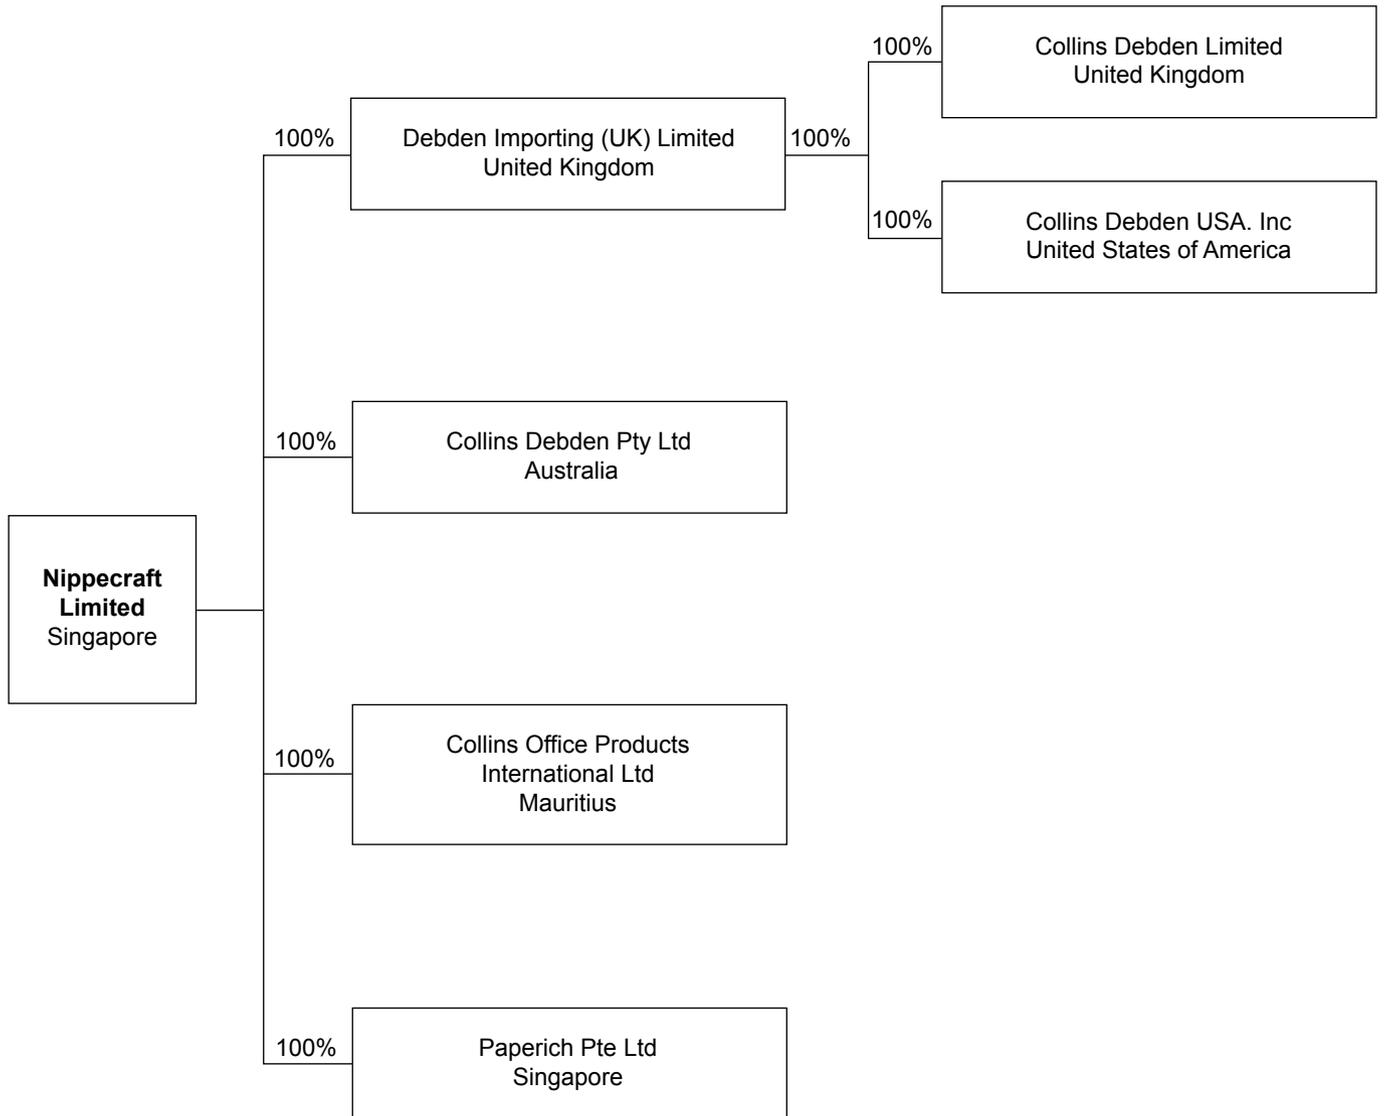 100%
Collins Debden Limited
United Kingdom
100%
Debden Importing (UK) Limited
United Kingdom
100%
100%
Collins Debden USA. Inc
United States of America
100%
Collins Debden Pty Ltd
Australia
Nippecraft
Limited
Singapore
100%
Collins Office Products
International Ltd
Mauritius
100%
Paperich Pte Ltd
Singapore